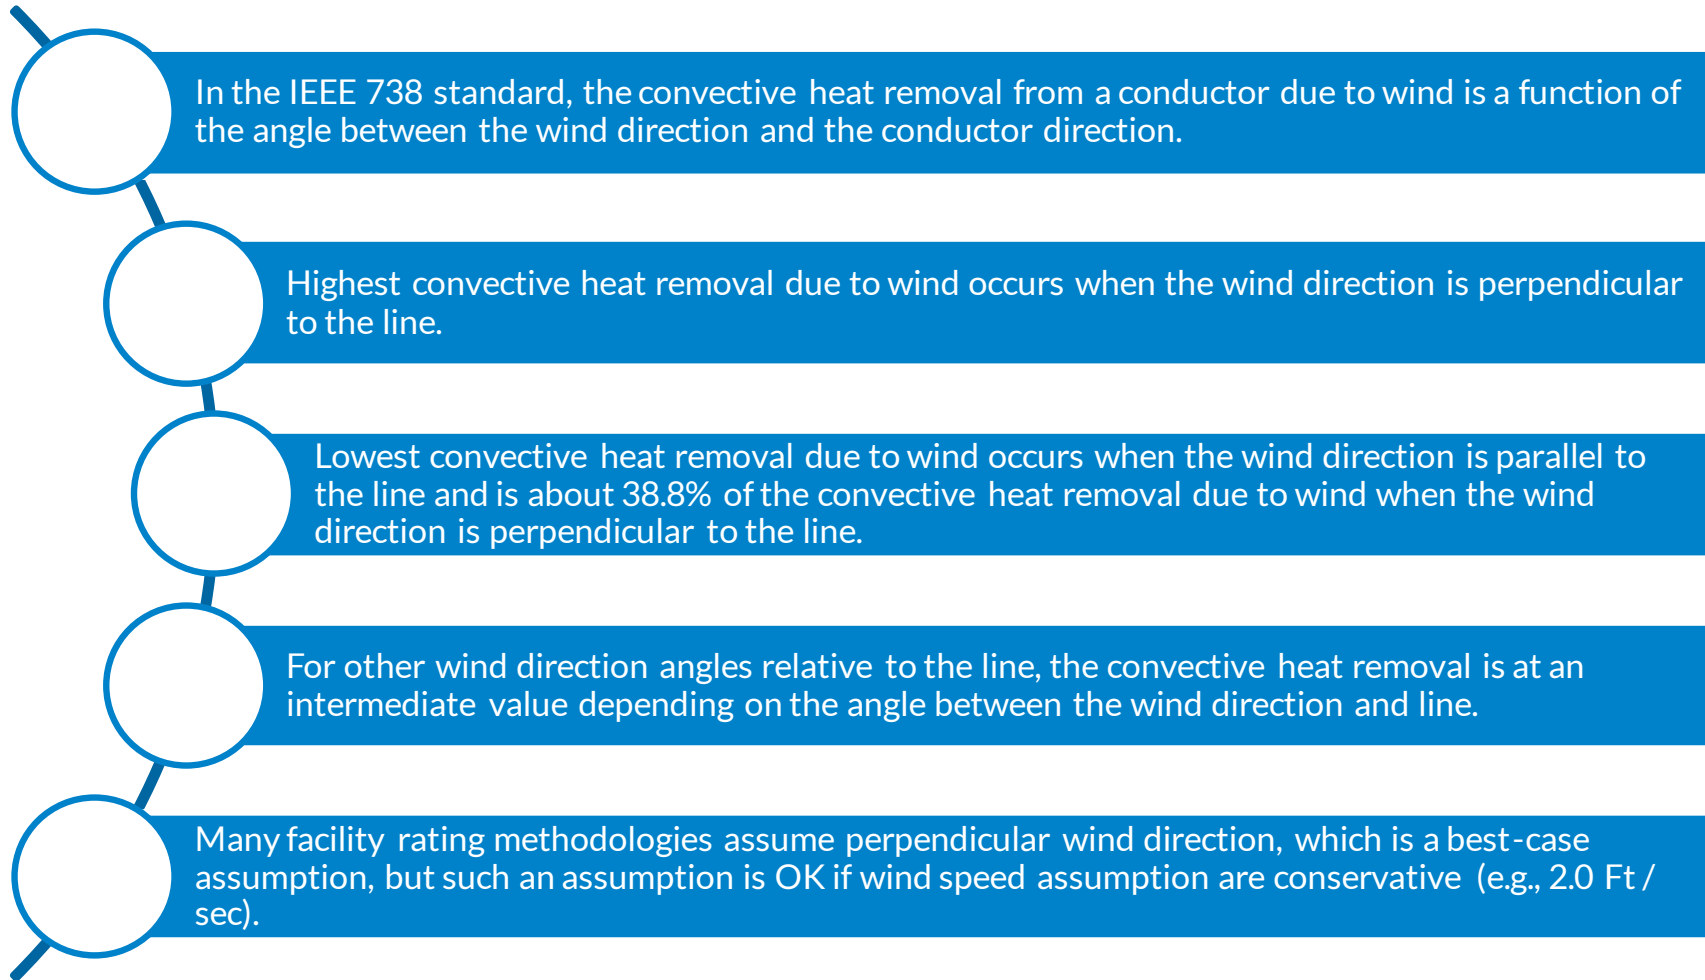 In the IEEE 738 standard, the convective heat removal from a conductor due to wind is a function of
the angle between the wind direction and the conductor direction.
Highest convective heat removal due to wind occurs when the wind direction is perpendicular
to the line.
Lowest convective heat removal due to wind occurs when the wind direction is parallel to
the line and is about 38.8% of the convective heat removal due to wind when the wind
direction is perpendicular to the line.
For other wind direction angles relative to the line, the convective heat removal is at an
intermediate value depending on the angle between the wind direction and line.
Many facility rating methodologies assume perpendicular wind direction, which is a best-case
assumption, but such an assumption is OK if wind speed assumption are conservative (e.g., 2.0 Ft /
sec).